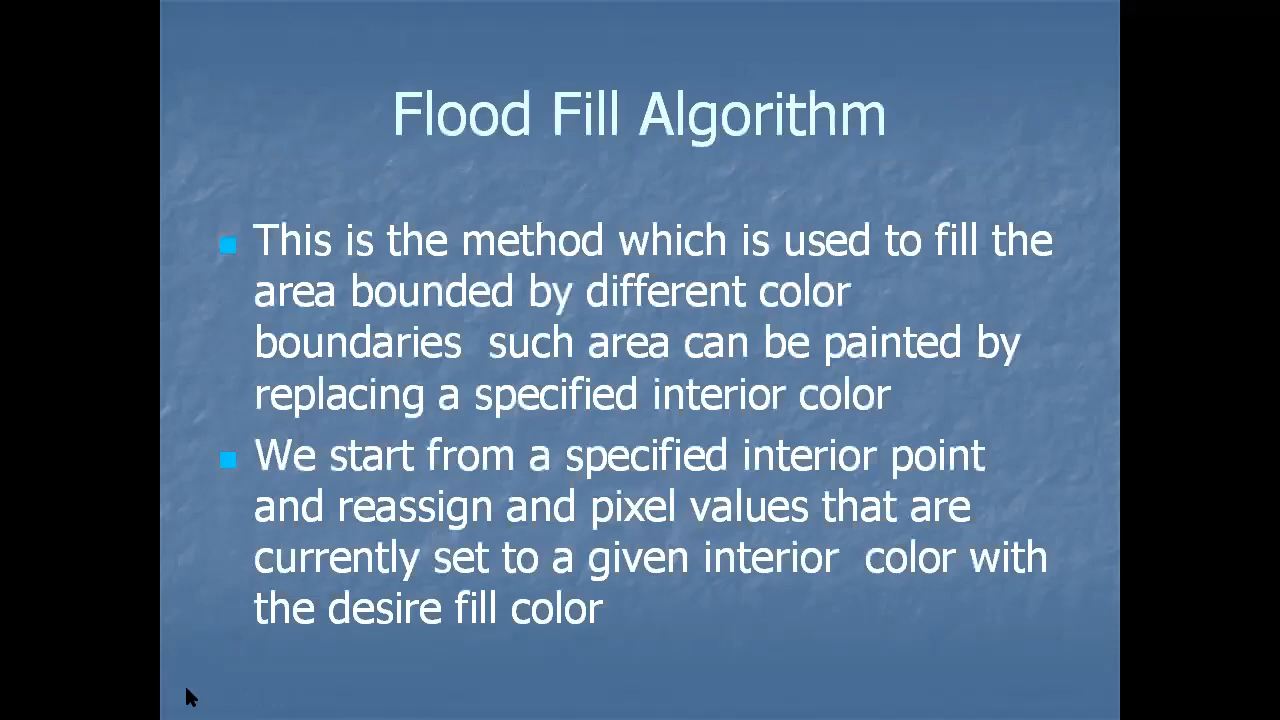 Flood Fill Algorithm
This is the method which is used to fill the
area bounded by different color
boundaries  such area can be painted by
replacing a specified interior color
We start from a specified interior point
and reassign and pixel values that are
currently set to a given interior  color with
the desire fill color